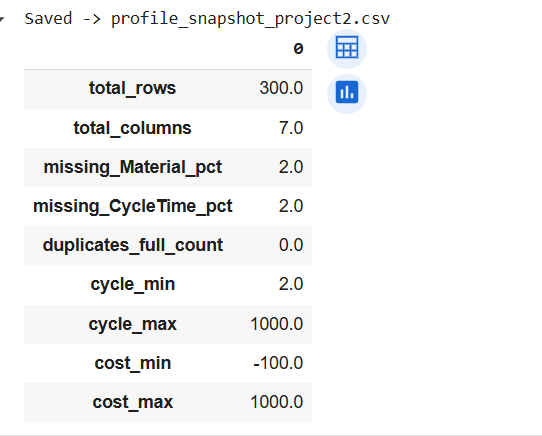 Saved -> profile_snapshot_project2.csv
0
total_rows 300.0
total_columns 7.0
missing_Material_pct 2.0
missing_CycleTime_pct 2.0
duplicates_full_count 0.0
cycle_min 2.0
cycle_max 1000.0
cost_min -100.0
cost_max 1000.0